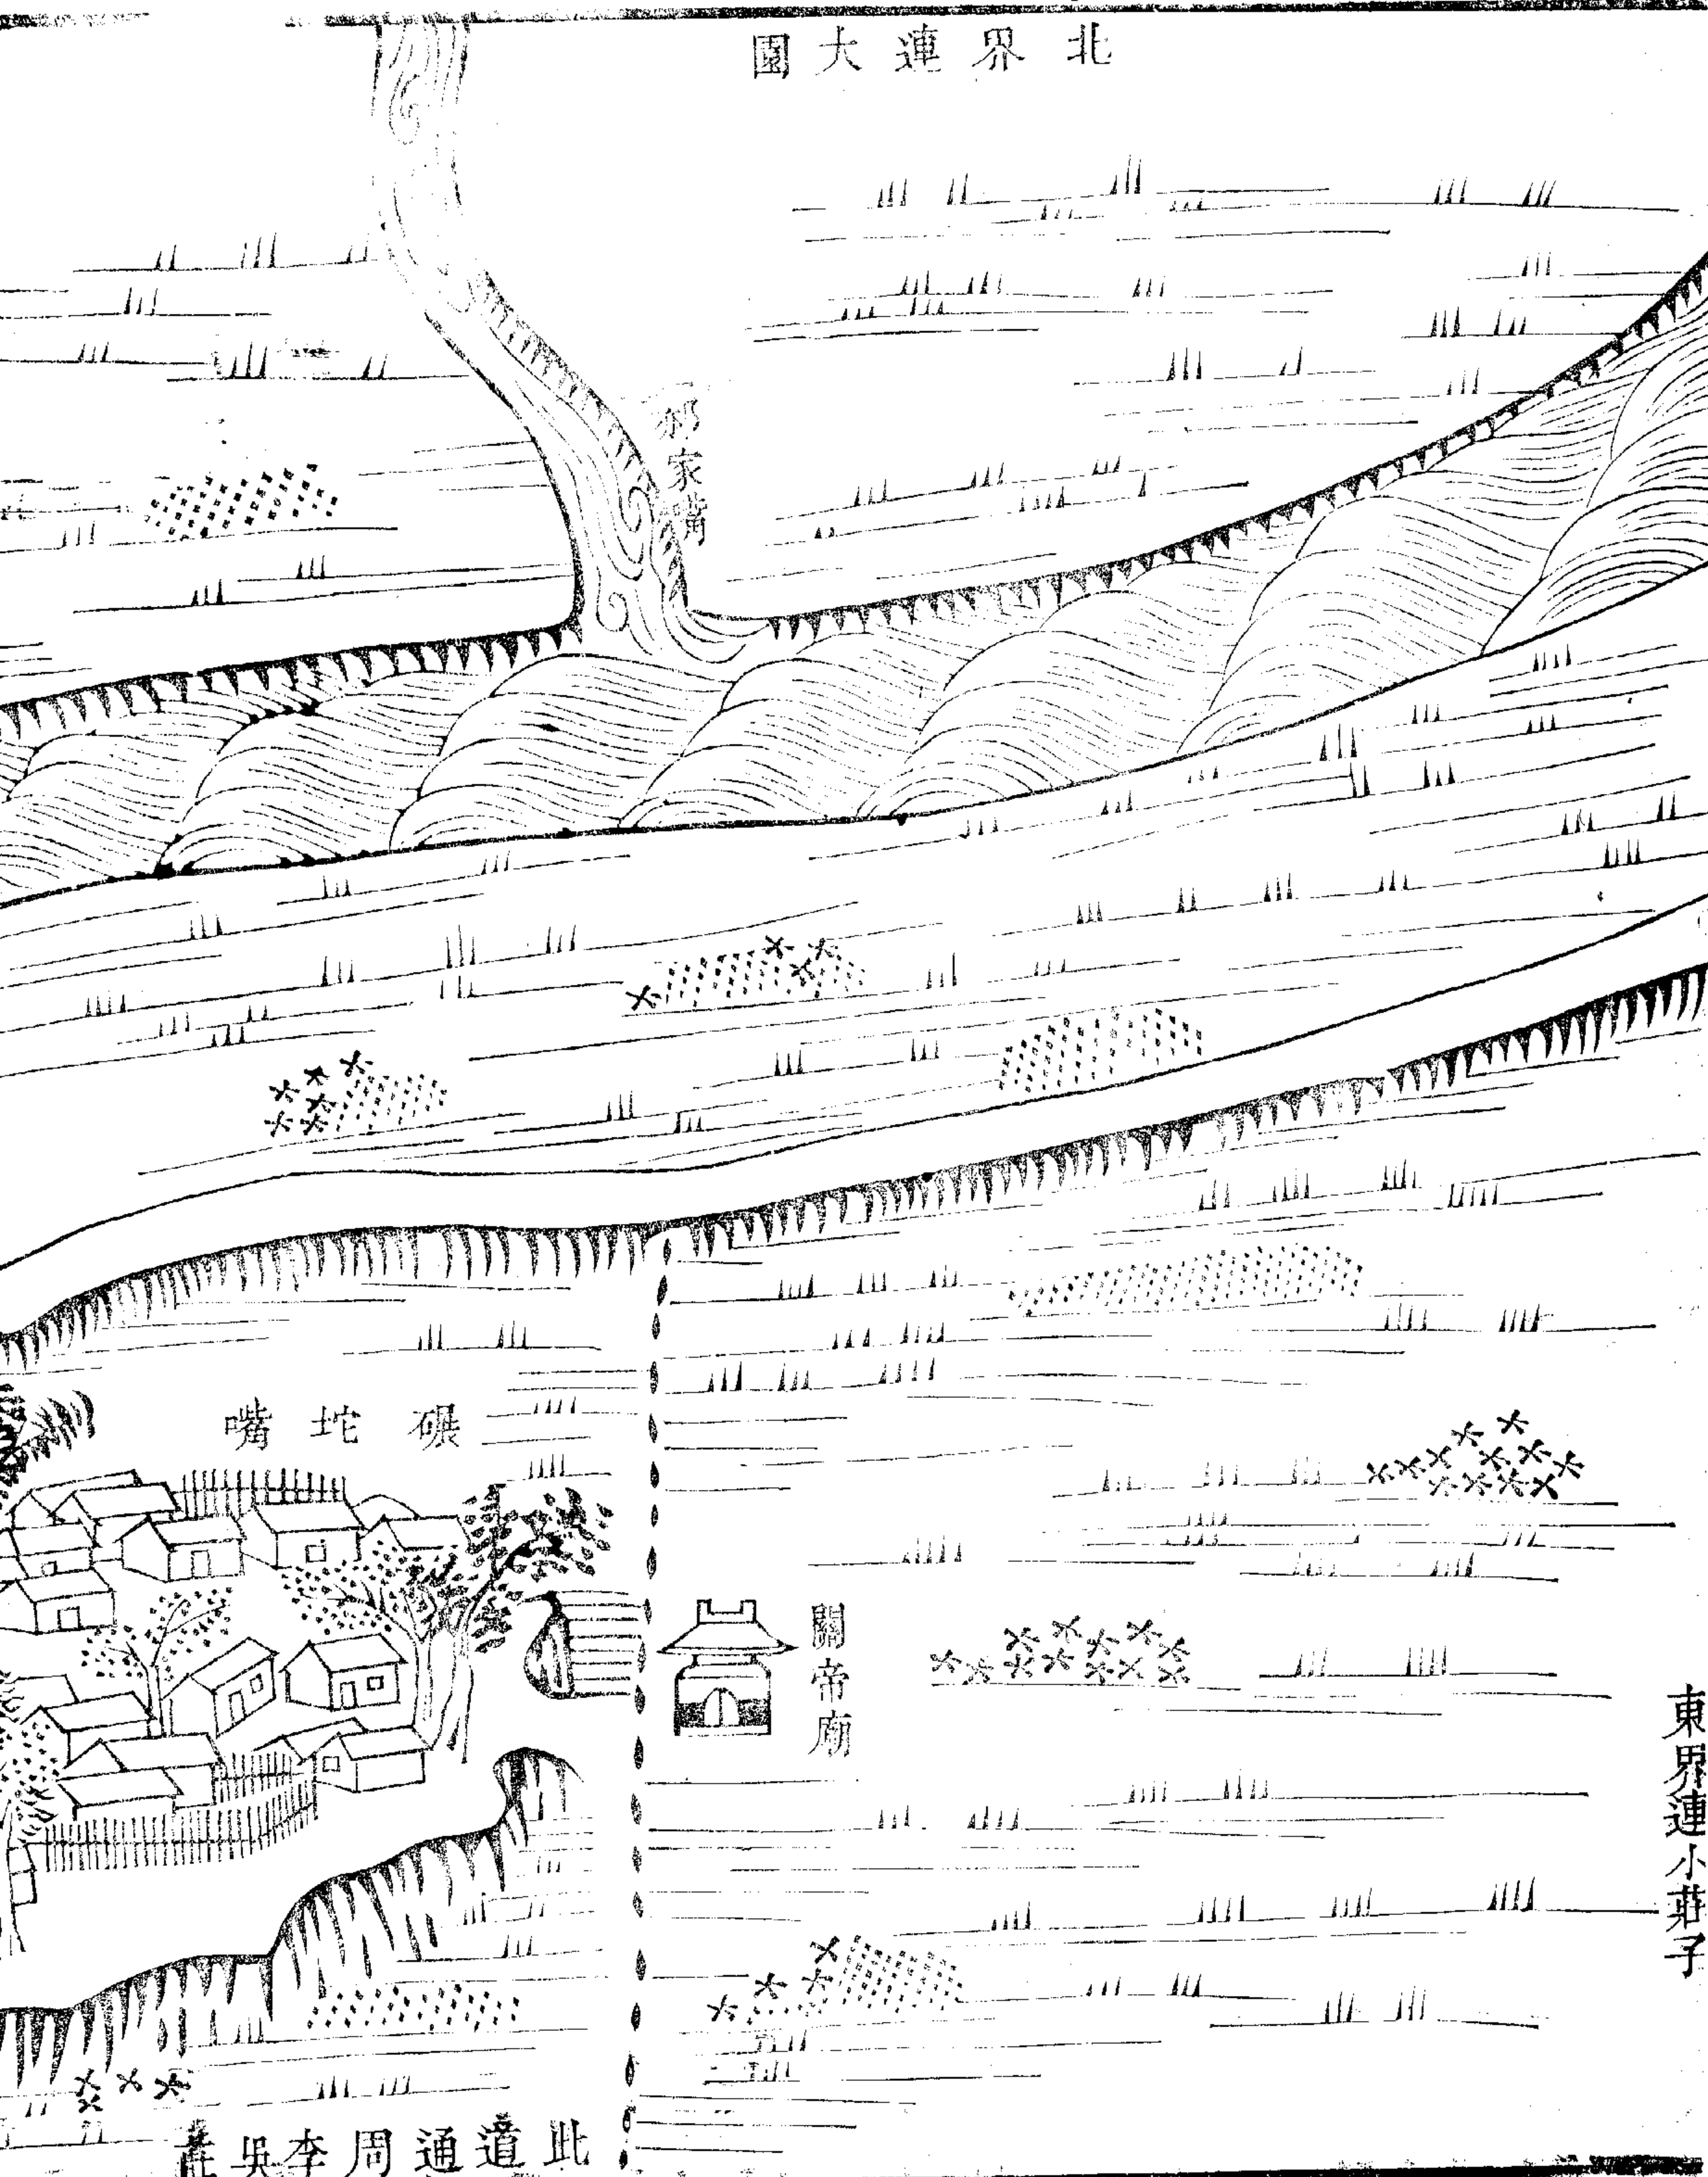 北界連大園
祁家嘴
碾坨嘴
關帝廟
東界連小莊子
此道通周李吳莊